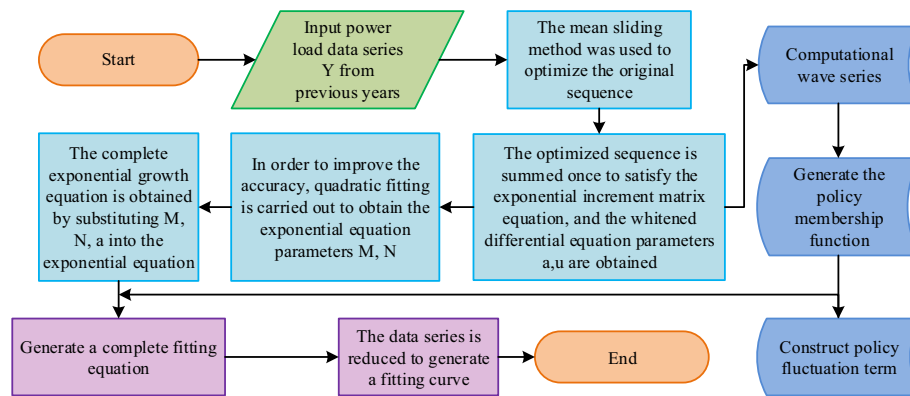 Start
Input power
load data series
Y from
previous years
The mean sliding
method was used to
optimize the original
sequence
Computational
wave series
The complete
exponential growth
equation is obtained
by substituting M,
N, a into the
exponential equation
In order to improve the
accuracy, quadratic fitting
is carried out to obtain the
exponential equation
parameters M, N
The optimized sequence is
summed once to satisfy the
exponential increment matrix
equation, and the whitened
differential equation parameters
a,u are obtained
Generate the
policy
membership
function
Generate a complete fitting
equation
The data series is
reduced to generate
a fitting curve
End
Construct policy
fluctuation term